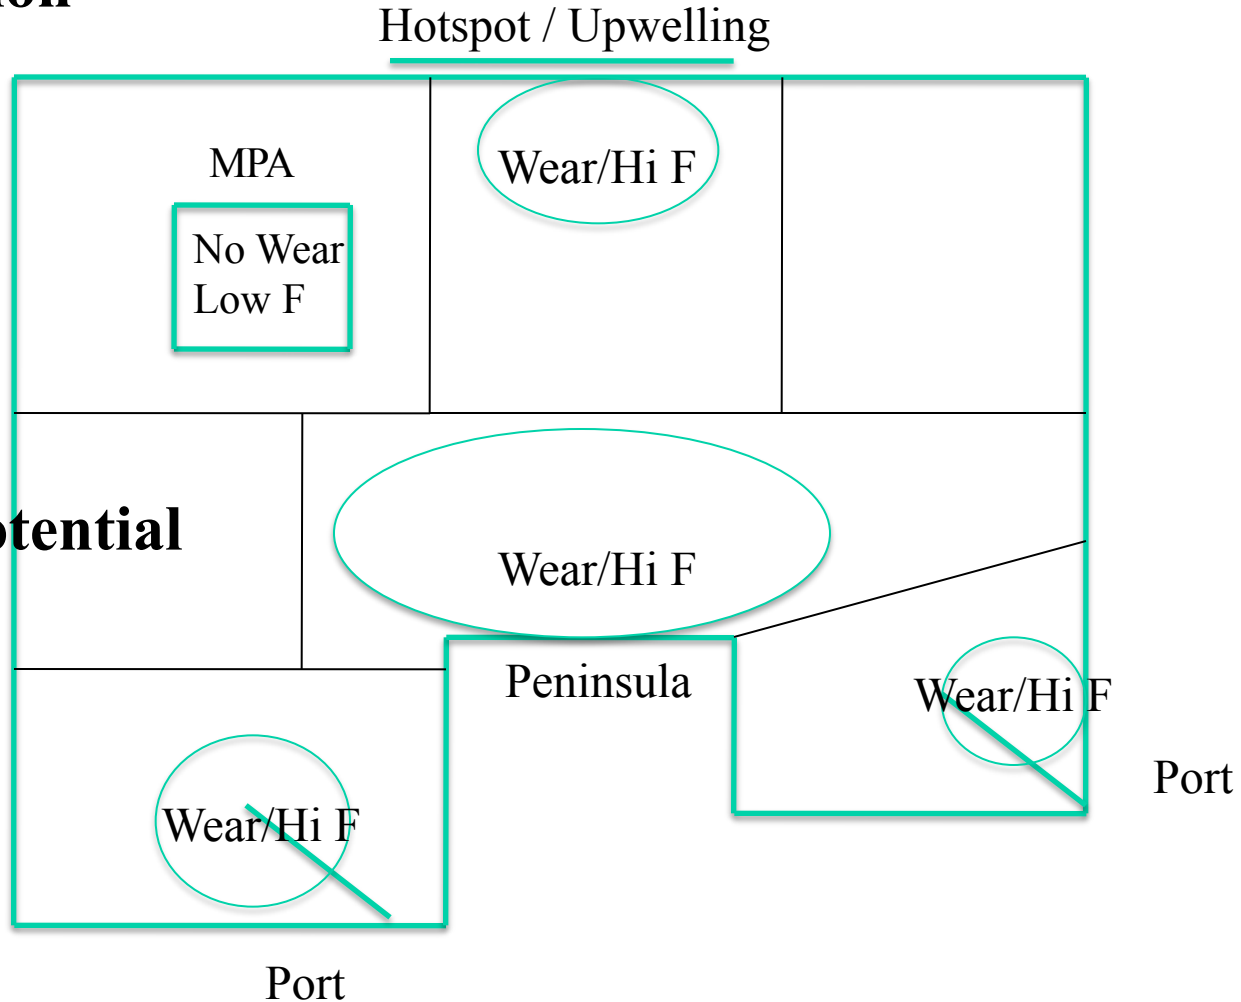 Hotspot / Upwelling
MPA
Wear/Hi F
No Wear
Low F
Wear/Hi F
Peninsula
Wear/Hi F
Port
Wear/Hi F
Port